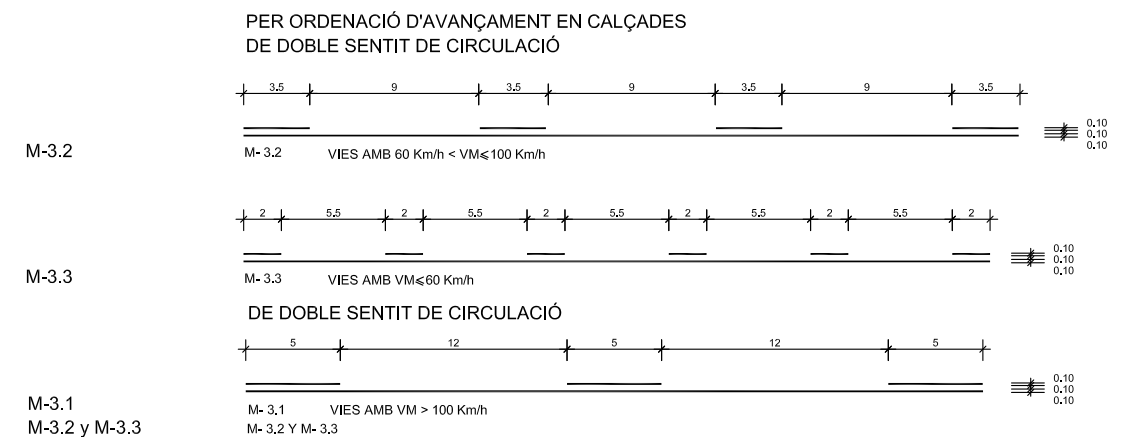 PER ORDENACIÓ D'AVANÇAMENT EN CALÇADES
DE DOBLE SENTIT DE CIRCULACIÓ
3.5 9 3.5 9 3.5 9 3.5
0.10
0.10
0.10
M-3.2 M- 3.2 VIES AMB 60 Km/h < VM⩽100 Km/h
2 5.5 2 5.5 2 5.5 2 5.5 2 5.5 2
0.10
0.10
0.10
M-3.3 M- 3.3 VIES AMB VM⩽60 Km/h
DE DOBLE SENTIT DE CIRCULACIÓ
5 12 5 12 5
0.10
0.10
0.10
M-3.1 M- 3.1 VIES AMB VM > 100 Km/h
M-3.2 y M-3.3 M- 3.2 Y M- 3.3